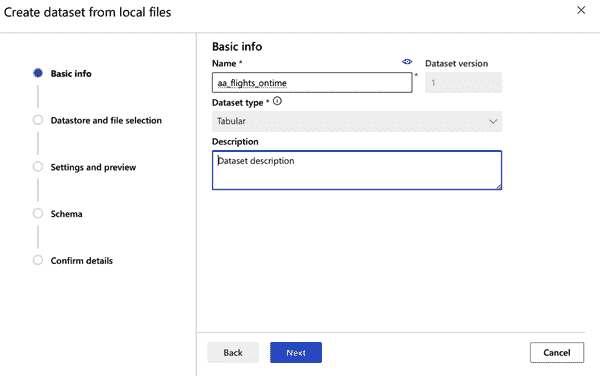 Create dataset from local files
Basic info
Datastore and file selection
Settings and preview
Schema
Confirm details
Basic info
Name * Dataset version
aa_flights_ontime * 1
Dataset type *
Tabular
Description
Dataset description
Back Next Cancel